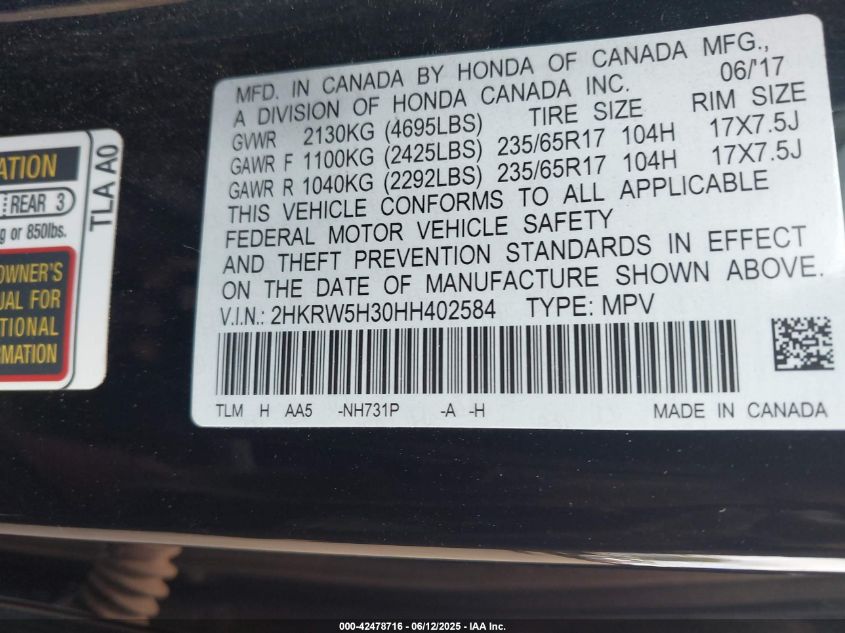 MFD. IN CANADA BY HONDA OF CANADA MFG.,
A DIVISION OF HONDA CANADA INC. 06/'17
GVWR 2130KG (4695LBS) TIRE SIZE RIM SIZE
GAWR F 1100KG (2425LBS) 235/65R17 104H 17X7.5J
GAWR R 1040KG (2292LBS) 235/65R17 104H 17X7.5J
THIS VEHICLE CONFORMS TO ALL APPLICABLE
FEDERAL MOTOR VEHICLE SAFETY
AND THEFT PREVENTION STANDARDS IN EFFECT
ON THE DATE OF MANUFACTURE SHOWN ABOVE.
V.I.N.: 2HKRW5H30HH402584 TYPE: MPV
TLM H AA5 -NH731P -A -H MADE IN CANADA
ATION
REAR 3
g or 850lbs.
OWNER'S
UAL FOR
TIONAL
RMATION
TLA A0
000-42478716 - 06/12/2025 - IAA Inc.